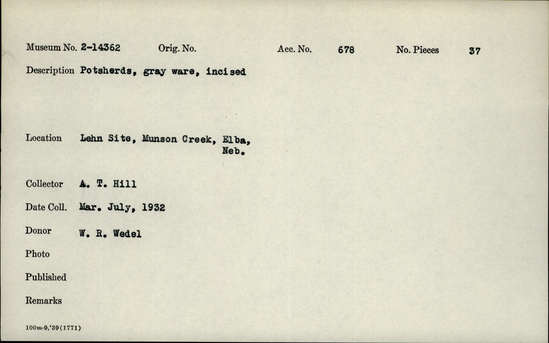 Museum No. 2-14362 Orig. No. Acc. No. 678 No. Pieces 37
Description Potsherds, gray ware, incised
Location Lehn Site, Munson Creek, Elba,
Neb.
Collector A. T. Hill
Date Coll. Mar. July, 1932
Donor W. R. Wedel
Photo
Published
Remarks
100m-9,'39(1771)